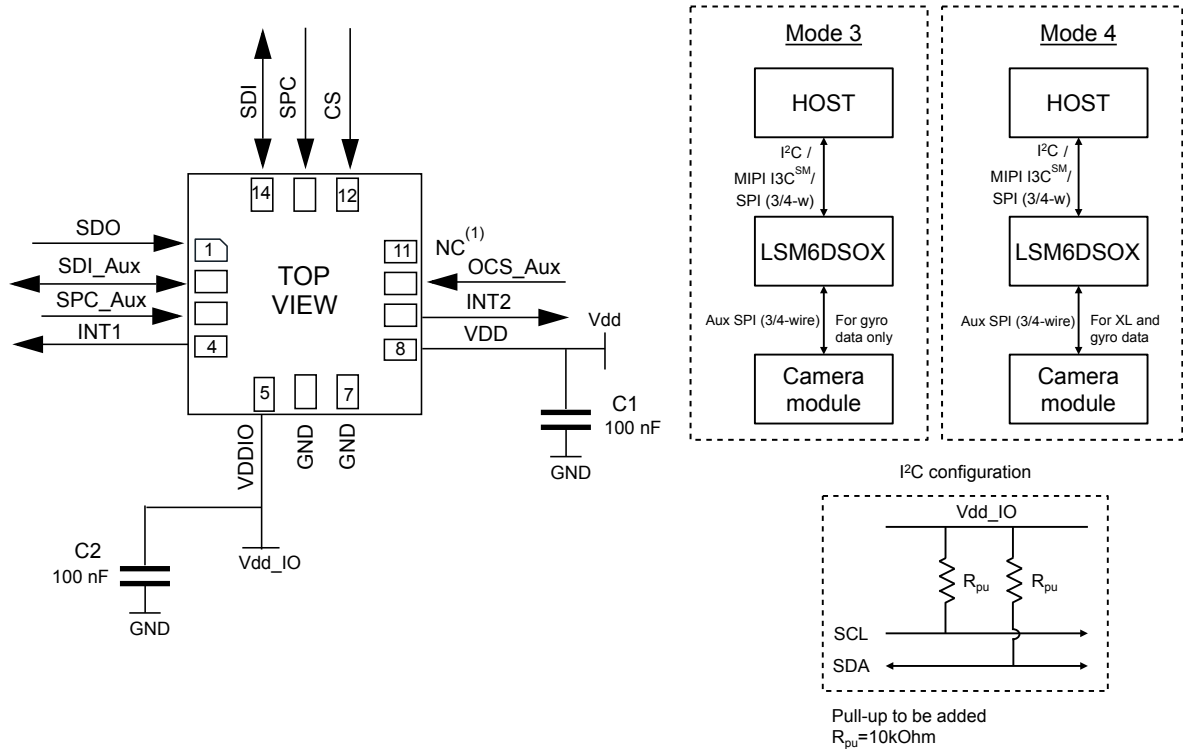 SDI
SPC
CS
14
12
SDO
SDI_Aux
SPC_Aux
INT1
1
4
TOP
VIEW
11
8
NC(1)
OCS_Aux
INT2
VDD
Vdd
5
7
VDDIO
GND
GND
C1
100 nF
GND
C2
100 nF
GND
Vdd_IO
Mode 3
HOST
I²C /
MIPI I3CSM/
SPI (3/4-w)
LSM6DSOX
Aux SPI (3/4-wire)
For gyro
data only
Camera
module
Mode 4
HOST
I²C /
MIPI I3CSM/
SPI (3/4-w)
LSM6DSOX
Aux SPI (3/4-wire)
For XL and
gyro data
Camera
module
I²C configuration
Vdd_IO
Rpu
Rpu
SCL
SDA
Pull-up to be added
Rpu=10kOhm